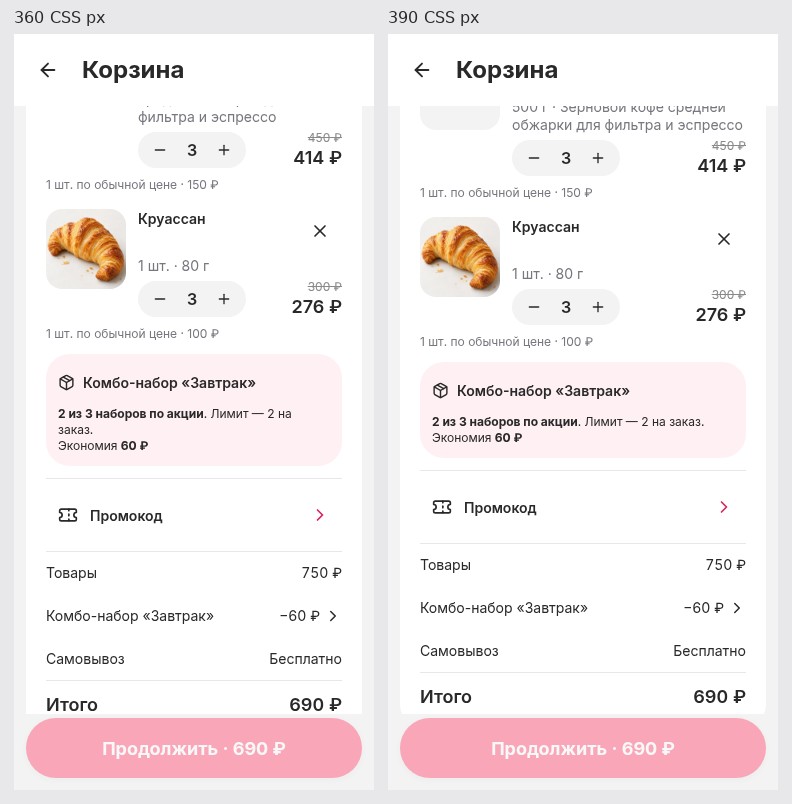 360 CSS px
Корзина
фильтра и эспрессо
3
450 ₽
414 ₽
1 шт. по обычной цене · 150 ₽
Круассан
1 шт. · 80 г
3
300 ₽
276 ₽
1 шт. по обычной цене · 100 ₽
Комбо-набор «Завтрак»
2 из 3 наборов по акции. Лимит — 2 на
заказ.
Экономия 60 ₽
Промокод
Товары 750 ₽
Комбо-набор «Завтрак» −60 ₽
Самовывоз Бесплатно
Итого 690 ₽
Продолжить · 690 ₽
390 CSS px
Корзина
500 г · Зерновой кофе средней
обжарки для фильтра и эспрессо
3
450 ₽
414 ₽
1 шт. по обычной цене · 150 ₽
Круассан
1 шт. · 80 г
3
300 ₽
276 ₽
1 шт. по обычной цене · 100 ₽
Комбо-набор «Завтрак»
2 из 3 наборов по акции. Лимит — 2 на заказ.
Экономия 60 ₽
Промокод
Товары 750 ₽
Комбо-набор «Завтрак» −60 ₽
Самовывоз Бесплатно
Итого 690 ₽
Продолжить · 690 ₽